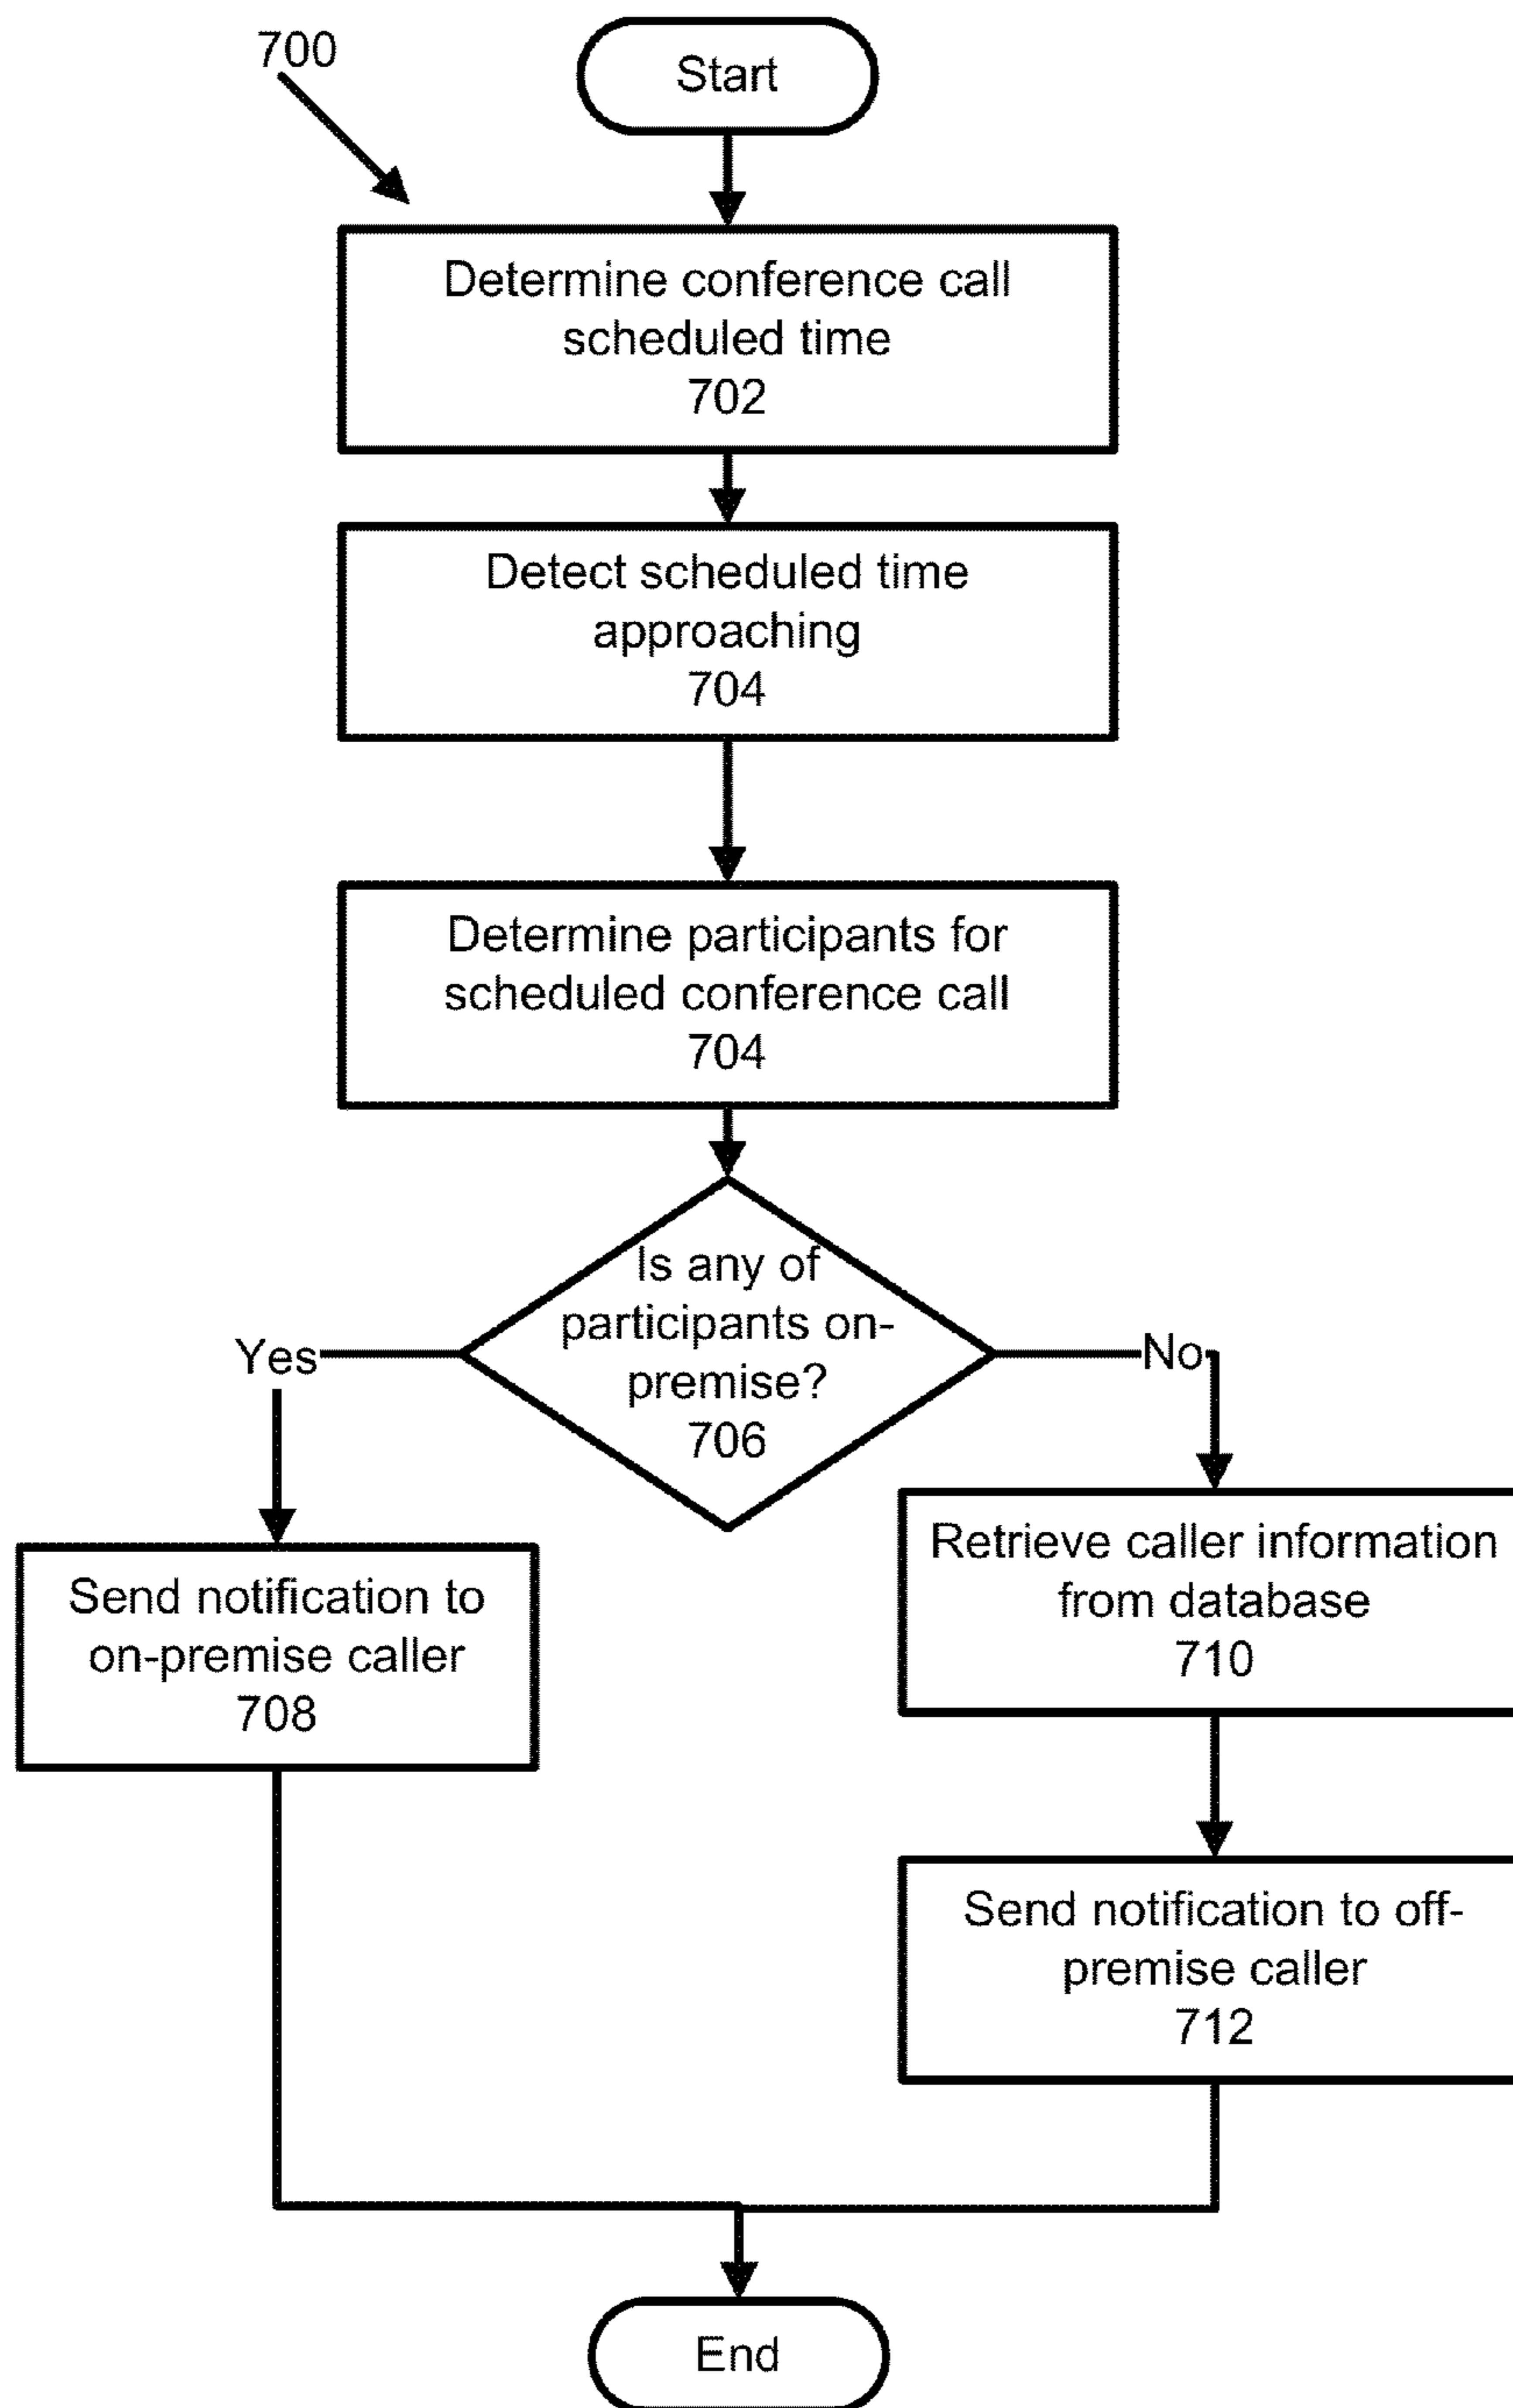 700
Start
Determine conference call
scheduled time
702
Detect scheduled time
approaching
704
Determine participants for
scheduled conference call
704
Is any of
participants on-
premise?
706
Yes
No
Send notification to
on-premise caller
708
Retrieve caller information
from database
710
Send notification to off-
premise caller
712
End